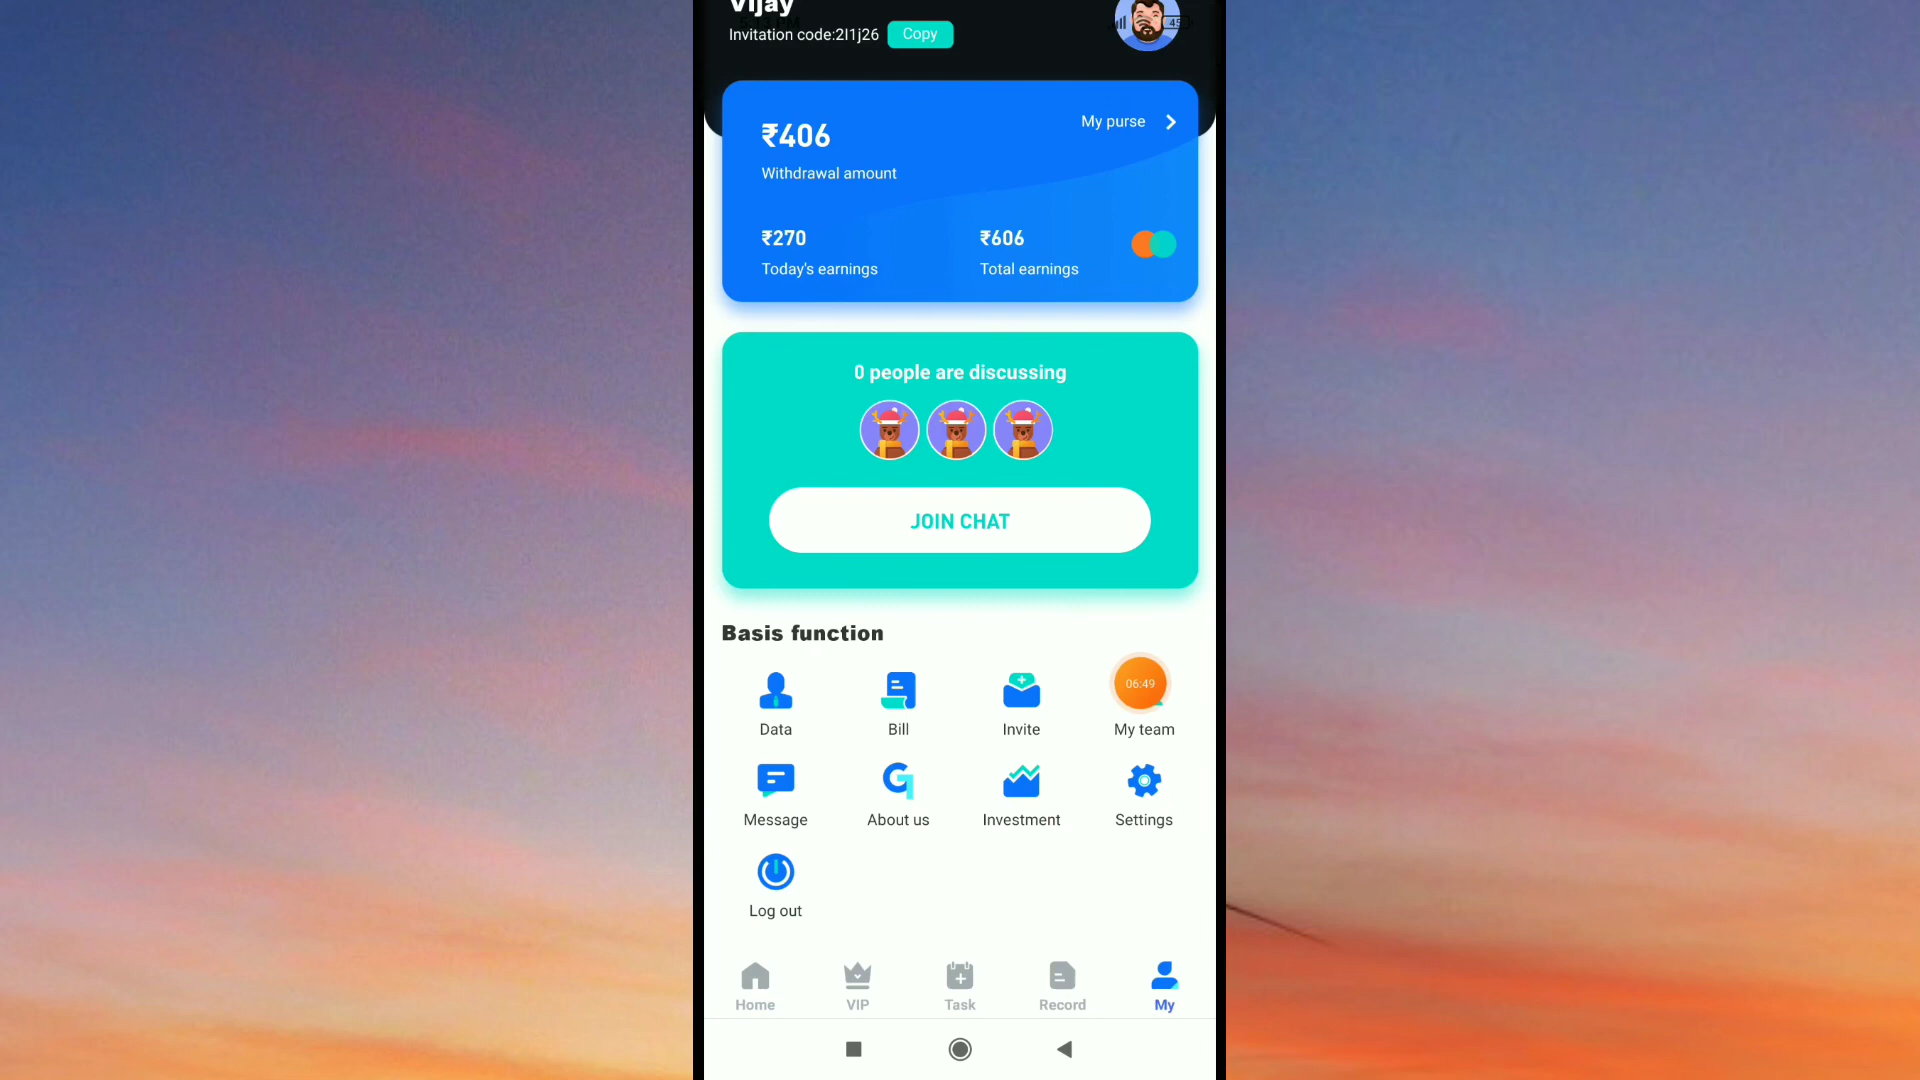 Vijay
Invitation code:2I1j26 Copy
₹406
My purse
Withdrawal amount
₹270
₹606
Today's earnings
Total earnings
0 people are discussing
JOIN CHAT
Basis function
06:49
Data
Bill
Invite
My team
Message
About us
Investment
Settings
Log out
Home
VIP
Task
Record
My